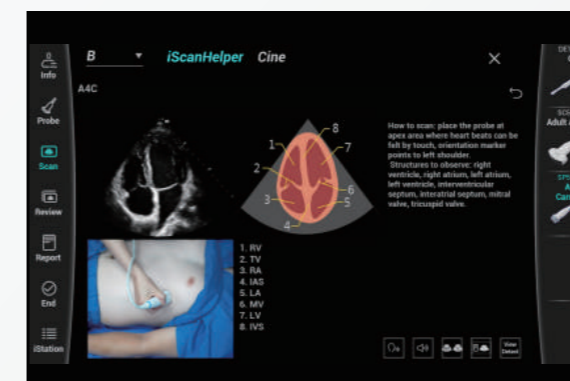 B iScanHelper Cine
A4C
Info
Probe
Scan
Review
Report
End
iStation
8
1
7
2
6
3
5
4
How to scan: place the probe at
apex area where heart beats can be
felt by touch, orientation marker
points to left shoulder.
Structures to observe: right
ventricle, right atrium, left atrium,
left ventricle, interventricular
septum, interatrial septum, mitral
valve, tricuspid valve.
1. RV
2. TV
3. RA
4. IAS
5. LA
6. MV
7. LV
8. IVS
View
Adult